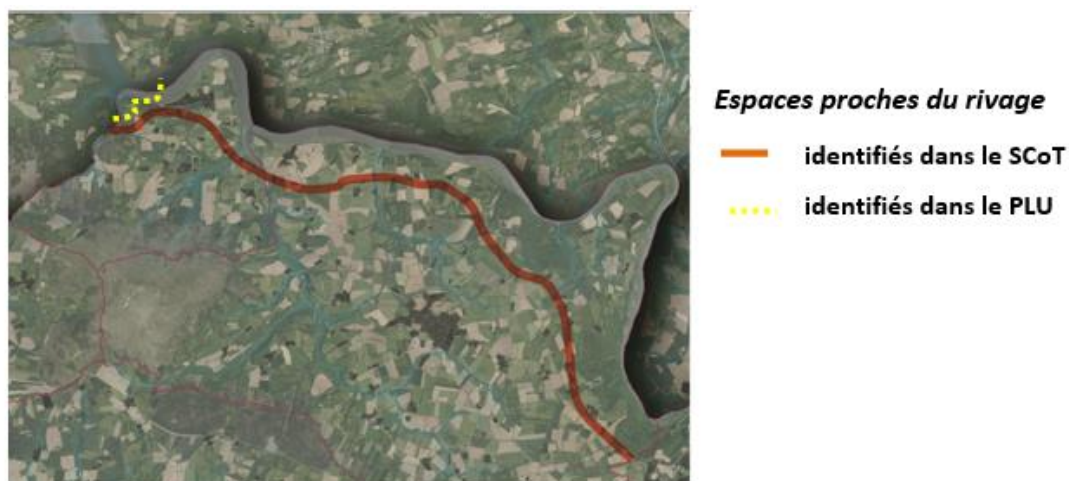 Espaces proches du rivage
identifiés dans le SCoT
identifiés dans le PLU